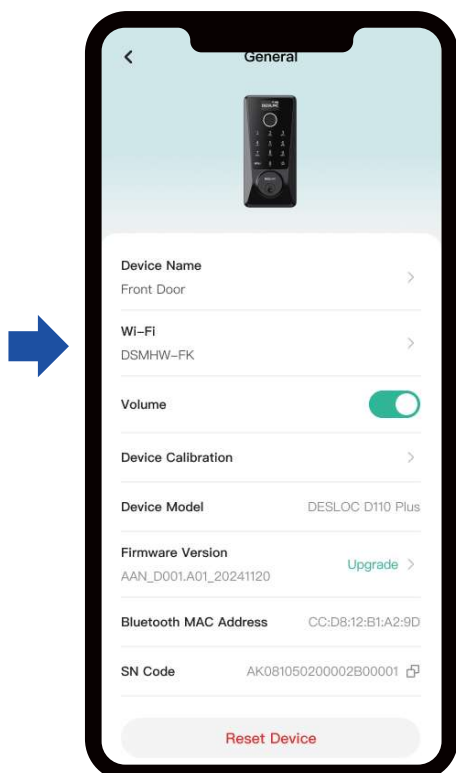 General
DESLOC
Device Name
Front Door
Wi-Fi
DSMHW-FK
Volume
Device Calibration
Device Model DESLOC D110 Plus
Firmware Version
AAN_D001.A01_20241120 Upgrade
Bluetooth MAC Address CC:D8:12:B1:A2:9D
SN Code AK081050200002B00001
Reset Device